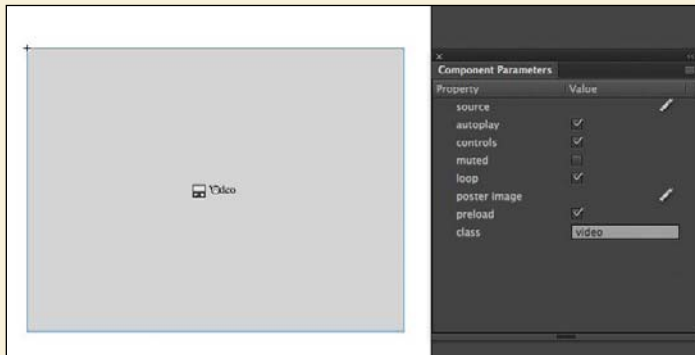 Video
Component Parameters
Property Value
source
autoplay
controls
muted
loop
poster image
preload
class video